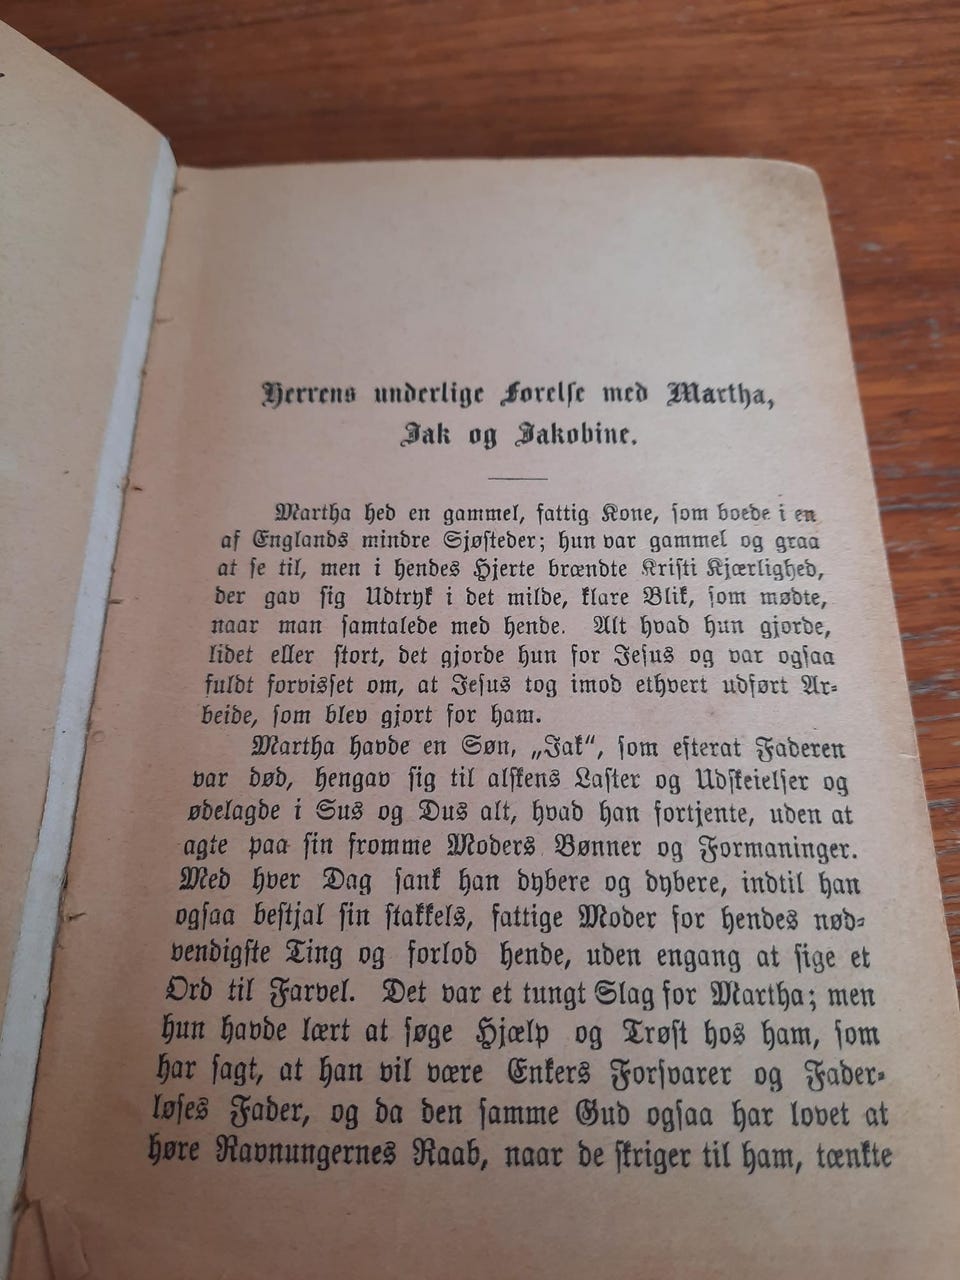 Herrens underlige Førelse med Martha,
Jak og Jakobine.
Martha hed en gammel, fattig Kone, som boede i en
af Englands mindre Sjøsteder; hun var gammel og graa
at se til, men i hendes Hjerte brændte Kristi Kjærlighed,
der gav sig Udtryk i det milde, klare Blik, som mødte,
naar man samtalede med hende. Alt hvad hun gjorde,
lidet eller stort, det gjorde hun for Jesus og var ogsaa
fuldt forvisset om, at Jesus tog imod ethvert udført Ar-
beide, som blev gjort for ham.
Martha havde en Søn, „Jak“, som efterat Faderen
var død, hengav sig til alskens Laster og Udskeielser og
ødelagde i Sus og Dus alt, hvad han fortjente, uden at
agte paa sin fromme Moders Bønner og Formaninger.
Med hver Dag sank han dybere og dybere, indtil han
ogsaa bestjal sin stakkels, fattige Moder for hendes nød-
vendigste Ting og forlod hende, uden engang at sige et
Ord til Farvel. Det var et tungt Slag for Martha; men
hun havde lært at søge Hjælp og Trøst hos ham, som
har sagt, at han vil være Enkers Forsvarer og Fader-
løses Fader, og da den samme Gud ogsaa har lovet at
høre Ravnungernes Raab, naar de skriger til ham, tænkte